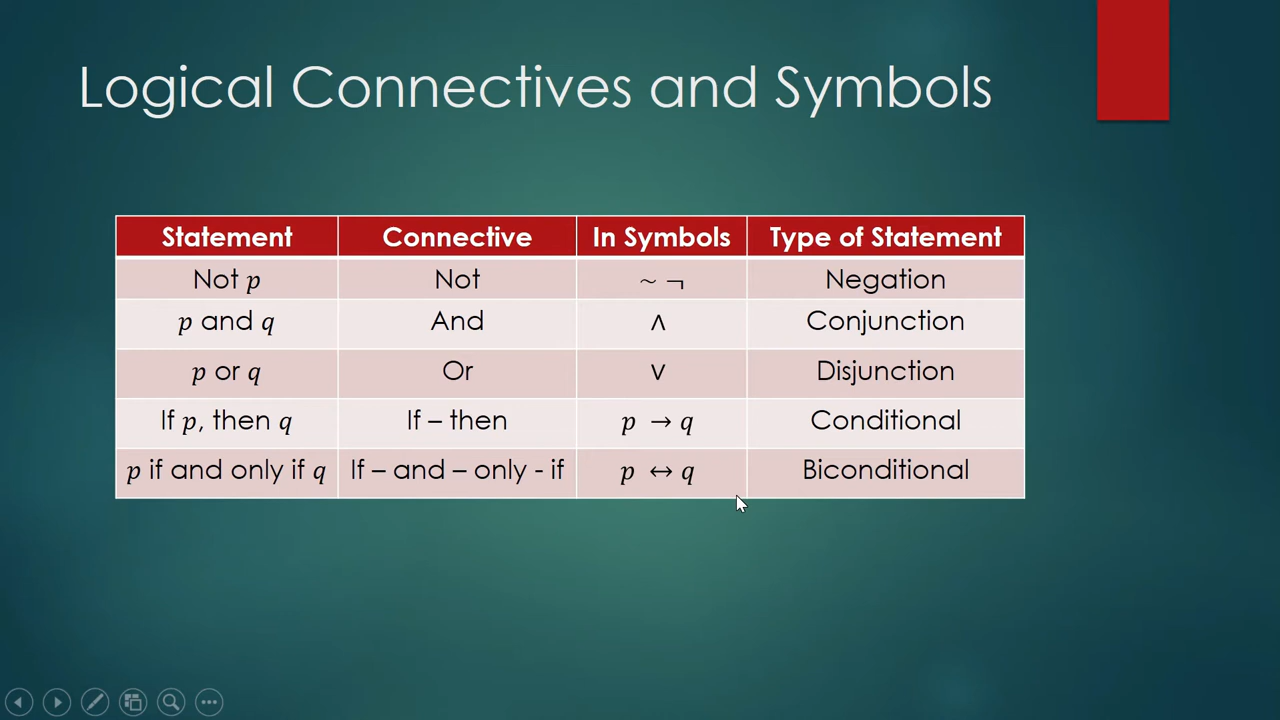 Logical Connectives and Symbols
Statement Connective In Symbols Type of Statement
Not p Not ~ ¬ Negation
p and q And ∧ Conjunction
p or q Or ∨ Disjunction
If p, then q If – then p → q Conditional
p if and only if q If – and – only - if p ↔ q Biconditional